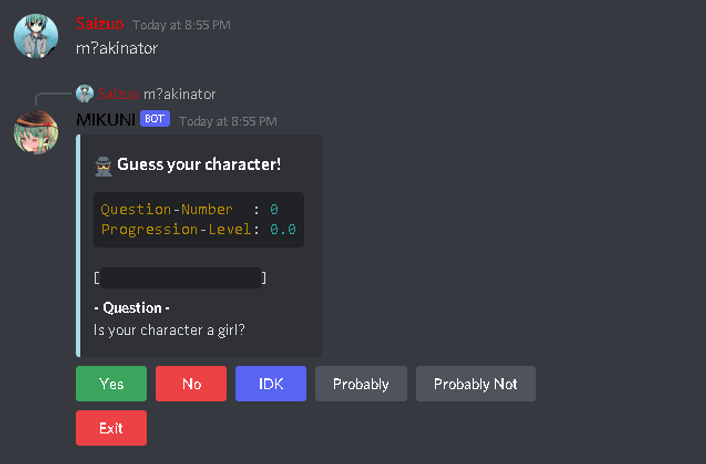 Saizuo Today at 8:55 PM
m?akinator
Saizuo m?akinator
MIKUNI BOT Today at 8:55 PM
Guess your character!
Question-Number : 0
Progression-Level: 0.0
[ ]
- Question -
Is your character a girl?
Yes No IDK Probably Probably Not
Exit